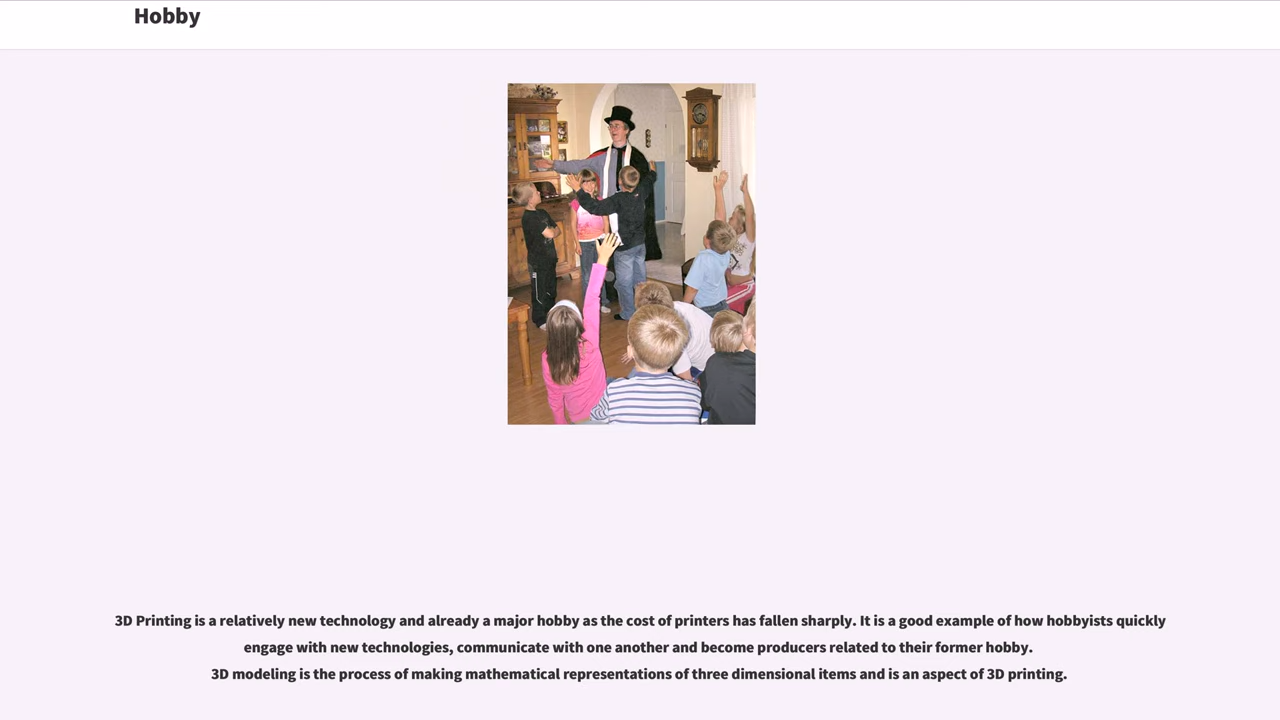 Hobby
3D Printing is a relatively new technology and already a major hobby as the cost of printers has fallen sharply. It is a good example of how hobbyists quickly
engage with new technologies, communicate with one another and become producers related to their former hobby.
3D modeling is the process of making mathematical representations of three dimensional items and is an aspect of 3D printing.